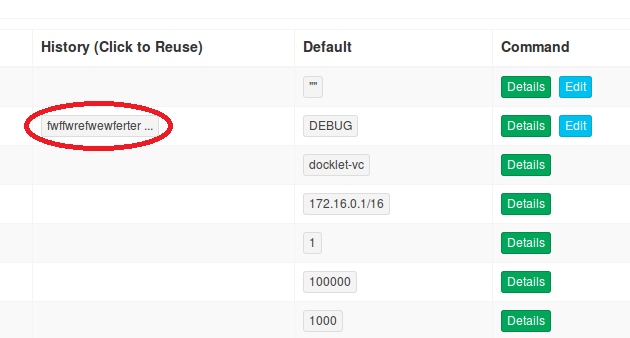 History (Click to Reuse) Default Command
"" Details Edit
fwffwrefwewferter ... DEBUG Details Edit
docklet-vc Details
172.16.0.1/16 Details
1 Details
100000 Details
1000 Details